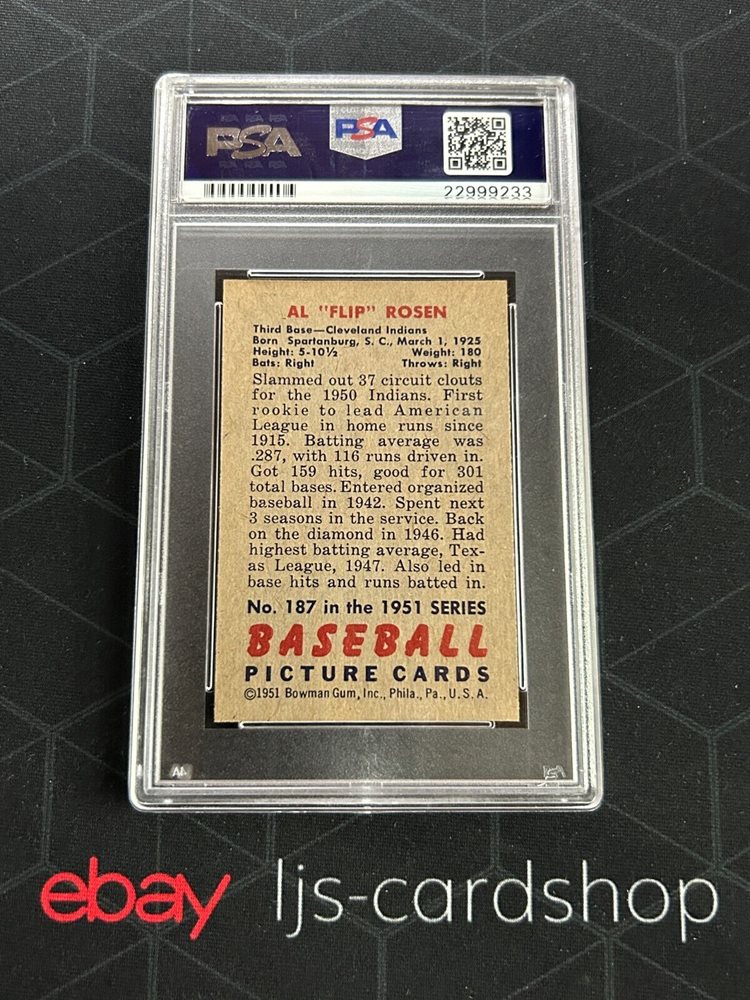 PSA
PSA
22999233
AL "FLIP" ROSEN
Third Base—Cleveland Indians
Born Spartanburg, S. C., March 1, 1925
Height: 5-10½ Weight: 180
Bats: Right Throws: Right
Slammed out 37 circuit clouts
for the 1950 Indians. First
rookie to lead American
League in home runs since
1915. Batting average was
.287, with 116 runs driven in.
Got 159 hits, good for 301
total bases. Entered organized
baseball in 1942. Spent next
3 seasons in the service. Back
on the diamond in 1946. Had
highest batting average, Tex-
as League, 1947. Also led in
base hits and runs batted in.
No. 187 in the 1951 SERIES
BASEBALL
PICTURE CARDS
©1951 Bowman Gum, Inc., Phila., Pa., U.S.A.
ebay ljs-cardshop